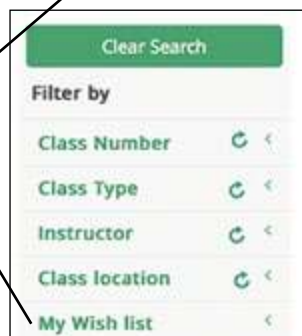 Clear Search
Filter by
Class Number
Class Type
Instructor
Class location
My Wish list